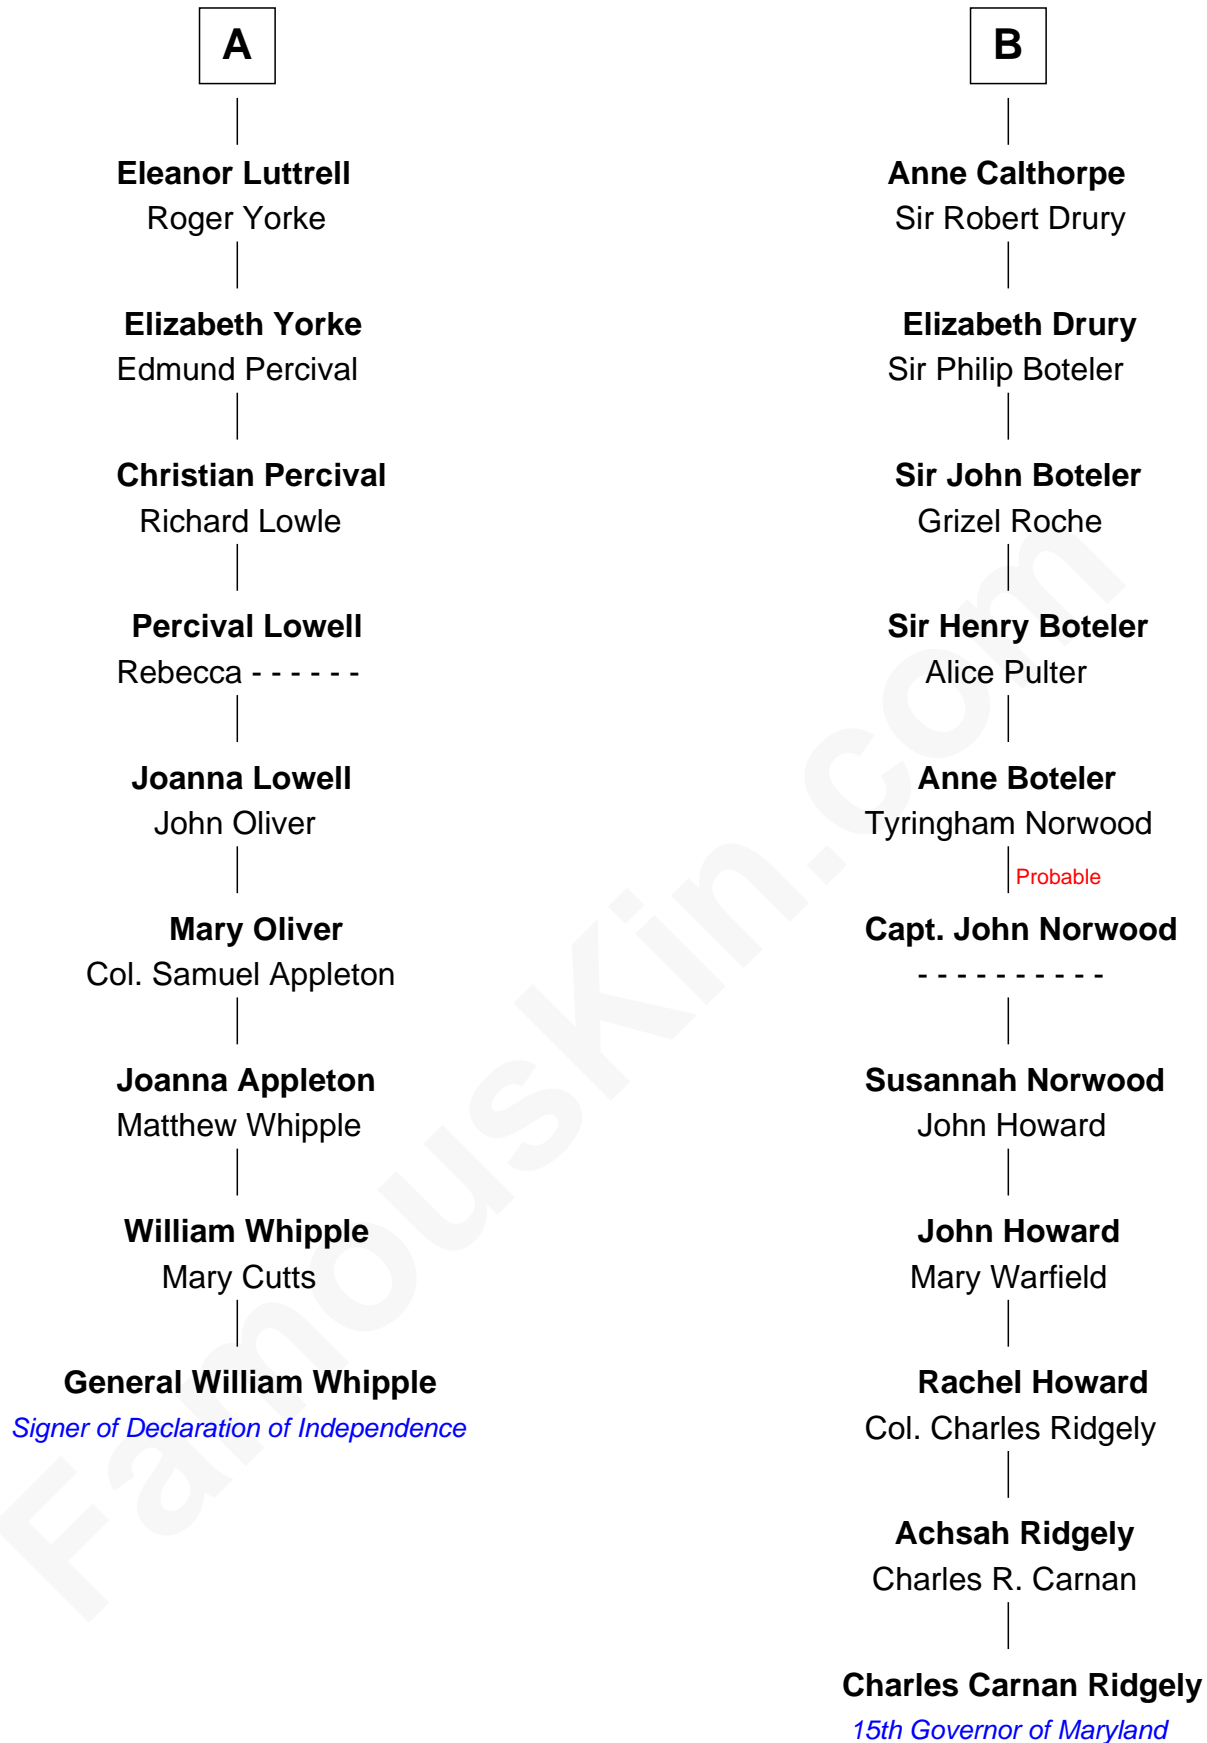 A
Eleanor Luttrell
Roger Yorke
Elizabeth Yorke
Edmund Percival
Christian Percival
Richard Lowle
Percival Lowell
Rebecca - - - - - -
Joanna Lowell
John Oliver
Mary Oliver
Col. Samuel Appleton
Joanna Appleton
Matthew Whipple
William Whipple
Mary Cutts
General William Whipple
Signer of Declaration of Independence
B
Anne Calthorpe
Sir Robert Drury
Elizabeth Drury
Sir Philip Boteler
Sir John Boteler
Grizel Roche
Sir Henry Boteler
Alice Pulter
Anne Boteler
Tyringham Norwood
Probable
Capt. John Norwood
- - - - - - - - - -
Susannah Norwood
John Howard
John Howard
Mary Warfield
Rachel Howard
Col. Charles Ridgely
Achsah Ridgely
Charles R. Carnan
Charles Carnan Ridgely
15th Governor of Maryland
FamousKin.com